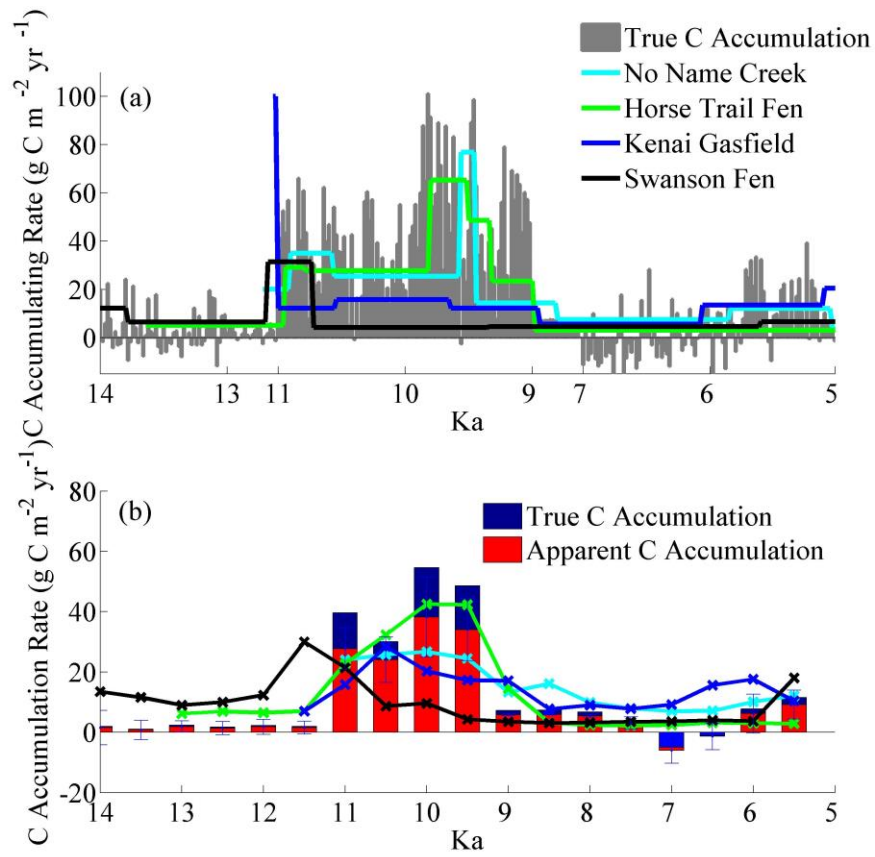 True C Accumulation
No Name Creek
Horse Trail Fen
Kenai Gasfield
Swanson Fen
(a)
C Accumulating Rate (g C m -2 yr -1)
100
80
60
40
20
0
14 13 11 10 9 7 6 5
Ka
(b)
True C Accumulation
Apparent C Accumulation
C Accumulation Rate (g C m-2 yr-1)
80
60
40
20
0
-20
14 13 12 11 10 9 8 7 6 5
Ka